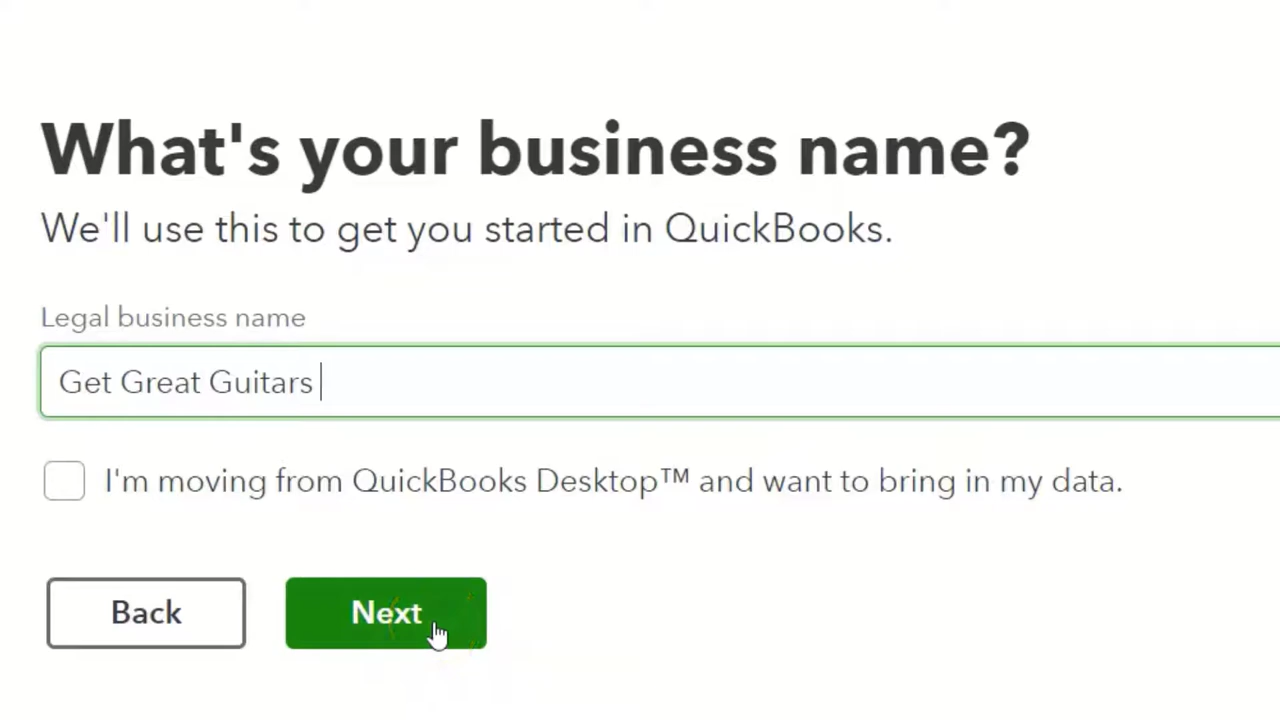 What's your business name?
We'll use this to get you started in QuickBooks.
Legal business name
Get Great Guitars
I'm moving from QuickBooks Desktop™ and want to bring in my data.
Back
Next